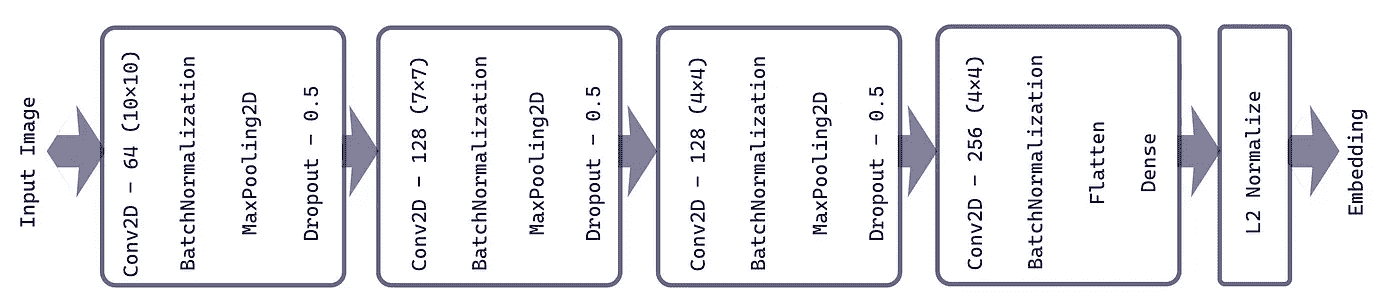 Input Image
Conv2D – 64 (10×10)
BatchNormalization
MaxPooling2D
Dropout – 0.5
Conv2D – 128 (7×7)
BatchNormalization
MaxPooling2D
Dropout – 0.5
Conv2D – 128 (4×4)
BatchNormalization
MaxPooling2D
Dropout – 0.5
Conv2D – 256 (4×4)
BatchNormalization
Flatten
Dense
L2 Normalize
Embedding